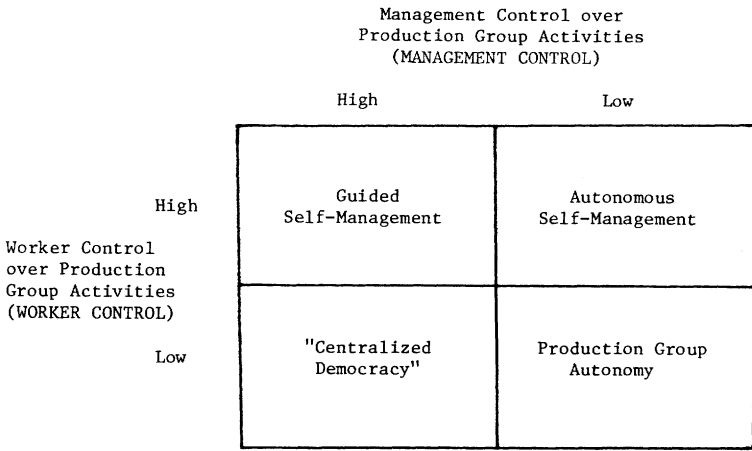 Management Control over
Production Group Activities
(MANAGEMENT CONTROL)
High Low
High
Guided
Self-Management
Autonomous
Self-Management
Worker Control
over Production
Group Activities
(WORKER CONTROL)
Low
"Centralized
Democracy"
Production Group
Autonomy